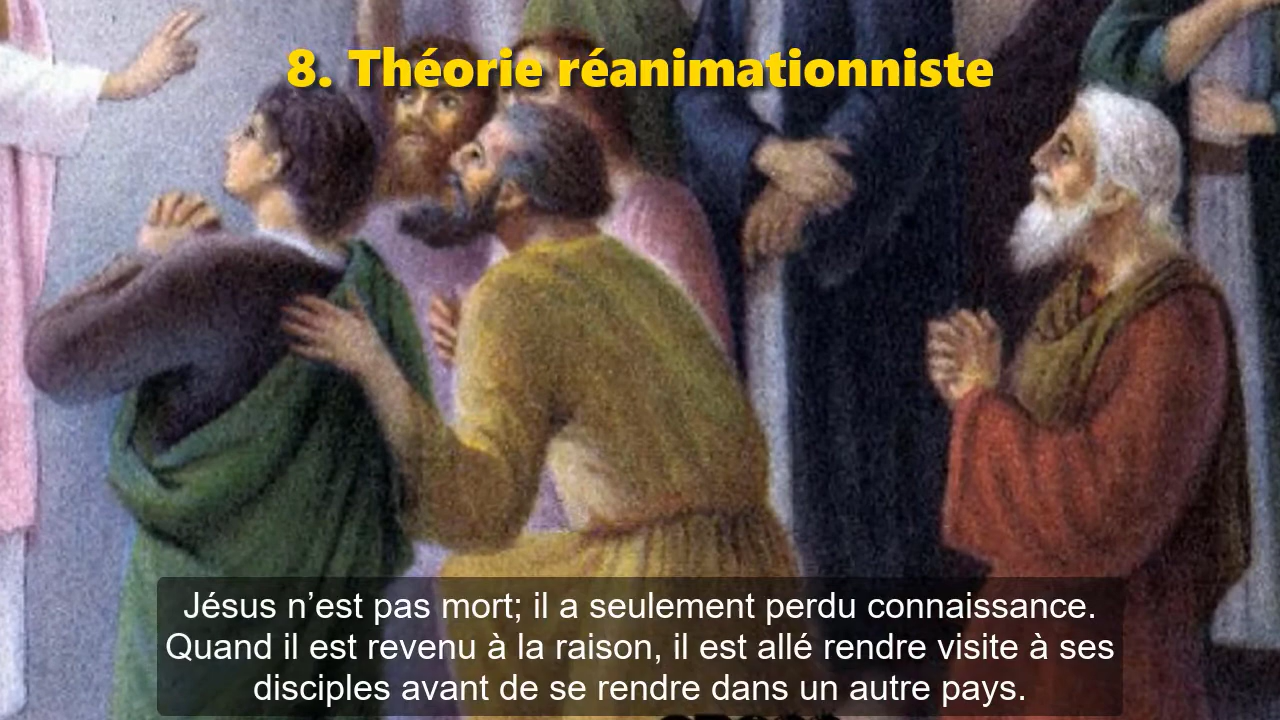 8. Théorie réanimationniste
Jésus n’est pas mort; il a seulement perdu connaissance.
Quand il est revenu à la raison, il est allé rendre visite à ses
disciples avant de se rendre dans un autre pays.